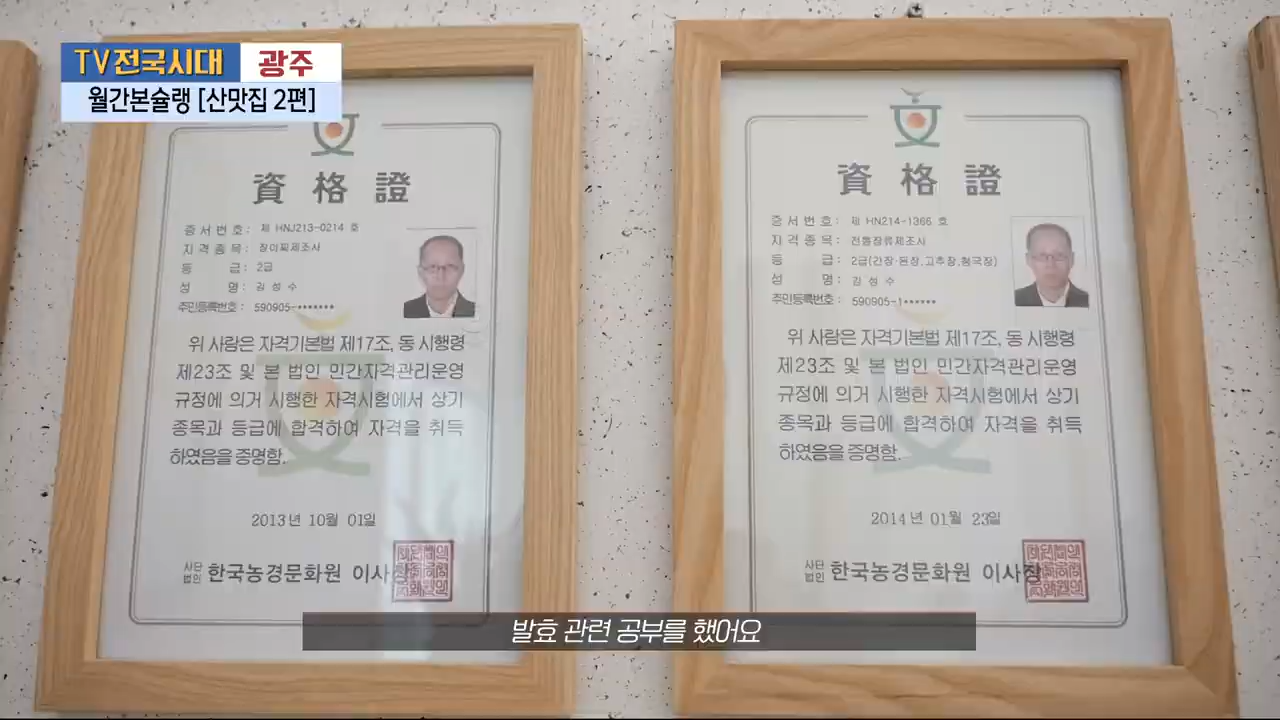 TV전국시대 광주
월간본슐랭 [산맛집 2편]
資格證
증서번호: 제 HNJ213-0214 호
자격종목: 장아찌제조사
등 급: 2급
성 명: 김성수
주민등록번호: 590905-*******
위 사람은 자격기본법 제17조, 동 시행령
제23조 및 본 법인 민간자격관리운영
규정에 의거 시행한 자격시험에서 상기
종목과 등급에 합격하여 자격을 취득
하였음을 증명함.
2013년 10월 01일
사단법인 한국농경문화원 이사장
資格證
증서번호: 제 HN214-1366 호
자격종목: 전통장류제조사
등 급: 2급(간장·된장,고추장,청국장)
성 명: 김성수
주민등록번호: 590905-1******
위 사람은 자격기본법 제17조, 동 시행령
제23조 및 본 법인 민간자격관리운영
규정에 의거 시행한 자격시험에서 상기
종목과 등급에 합격하여 자격을 취득
하였음을 증명함.
2014년 01월 23일
사단법인 한국농경문화원 이사장
발효 관련 공부를 했어요